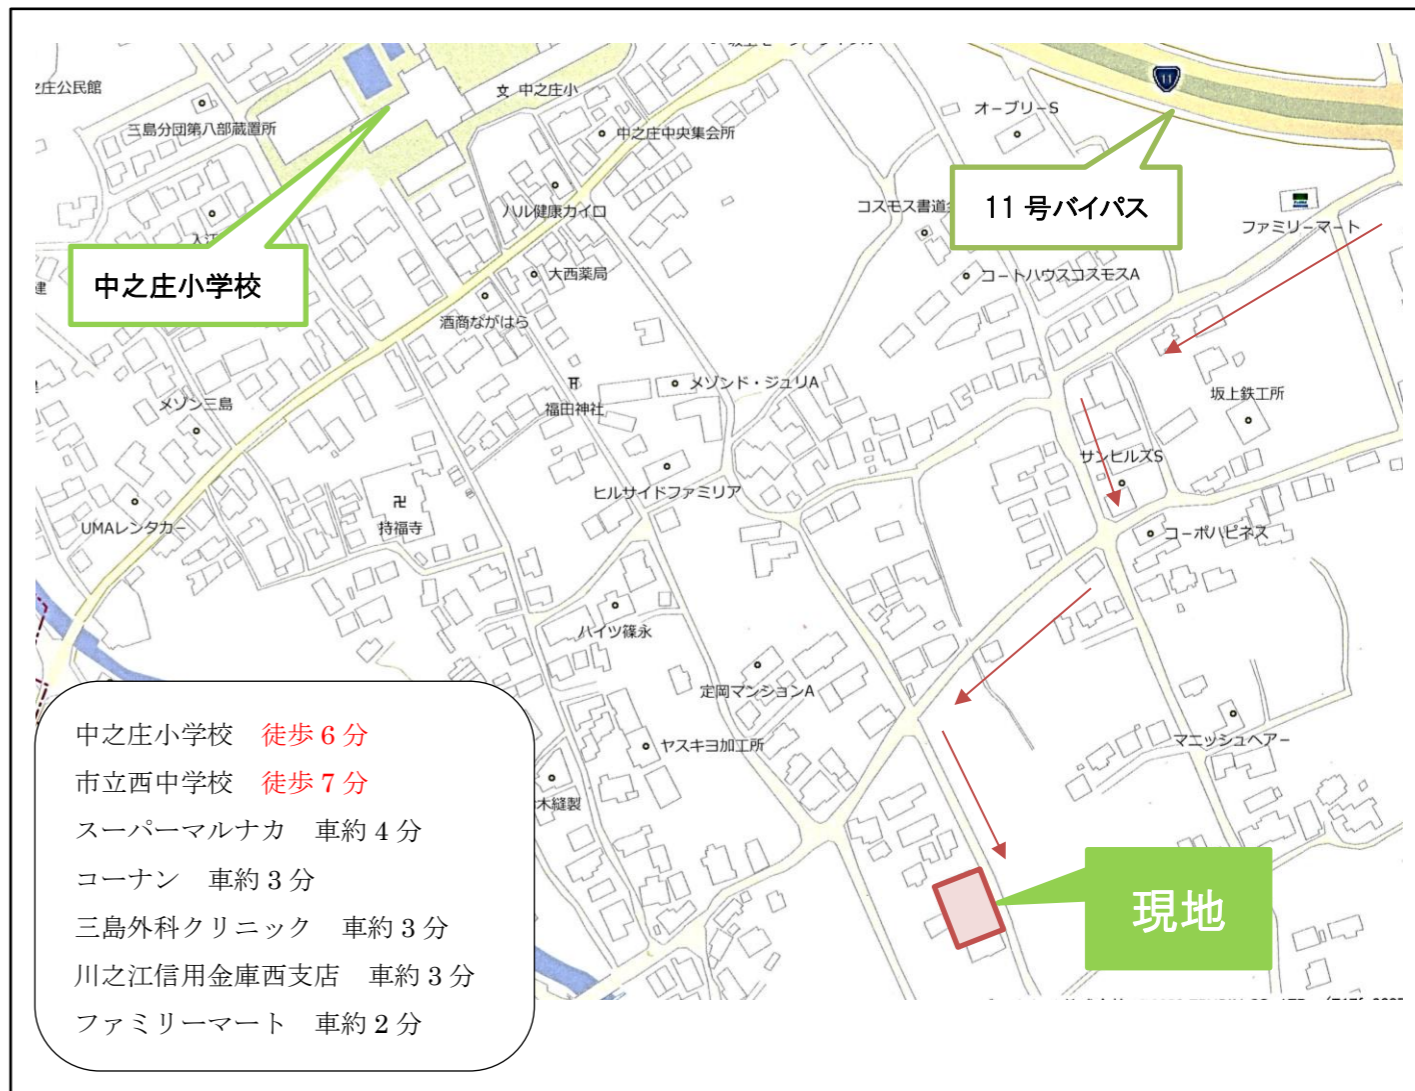 中之庄小
11
オーブリーS
三島分団第八部蔵置所
中之庄中央集会所
ハル健康カイロ
コスモス書道
11号バイパス
ファミリーマート
中之庄小学校
大西薬局
コートハウスコスモスA
酒商ながはら
メゾンド・ジュリA
メゾン三島
福田神社
坂上鉄工所
サンヒルズS
ヒルサイドファミリア
UMAレンタカー
持福寺
コーポハピネス
ハイツ篠永
定岡マンションA
ヤスキヨ加工所
マニッシュヘアー
木縫製
現地
中之庄小学校　徒歩6分
市立西中学校　徒歩7分
スーパーマルナカ　車約4分
コーナン　車約3分
三島外科クリニック　車約3分
川之江信用金庫西支店　車約3分
ファミリーマート　車約2分